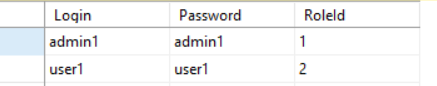 Login Password RoleId
admin1 admin1 1
user1 user1 2